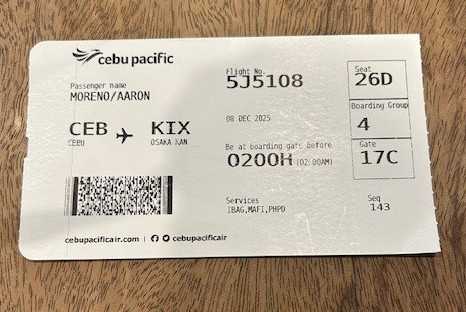 cebu pacific
Passenger name
MORENO/AARON
CEB KIX
CEBU OSAKA KAN
cebupacificair.com | cebupacificair
Flight No.
5J5108
08 DEC 2025
Be at boarding gate before
0200H (02:00AM)
Services
IBAG,MAFI,PHPD
Seat
26D
Boarding Group
4
Gate
17C
Seq
143